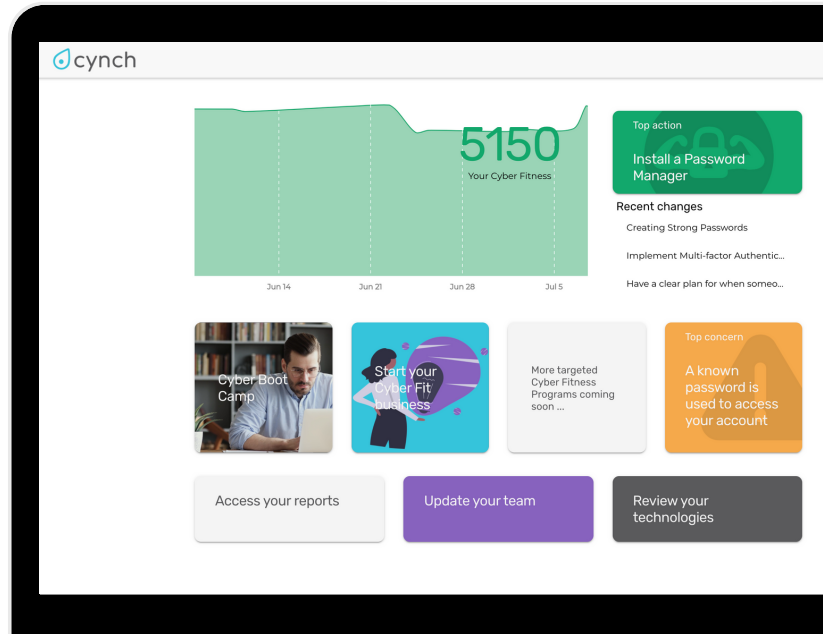 cynch
5150
Your Cyber Fitness
Jun 14
Jun 21
Jun 28
Jul 5
Top action
Install a Password
Manager
Recent changes
Creating Strong Passwords
Implement Multi-factor Authentic...
Have a clear plan for when someo...
Cyber Boot
Camp
Start your
Cyber Fit
business
More targeted
Cyber Fitness
Programs coming
soon ...
Top concern
A known
password is
used to access
your account
Access your reports
Update your team
Review your
technologies